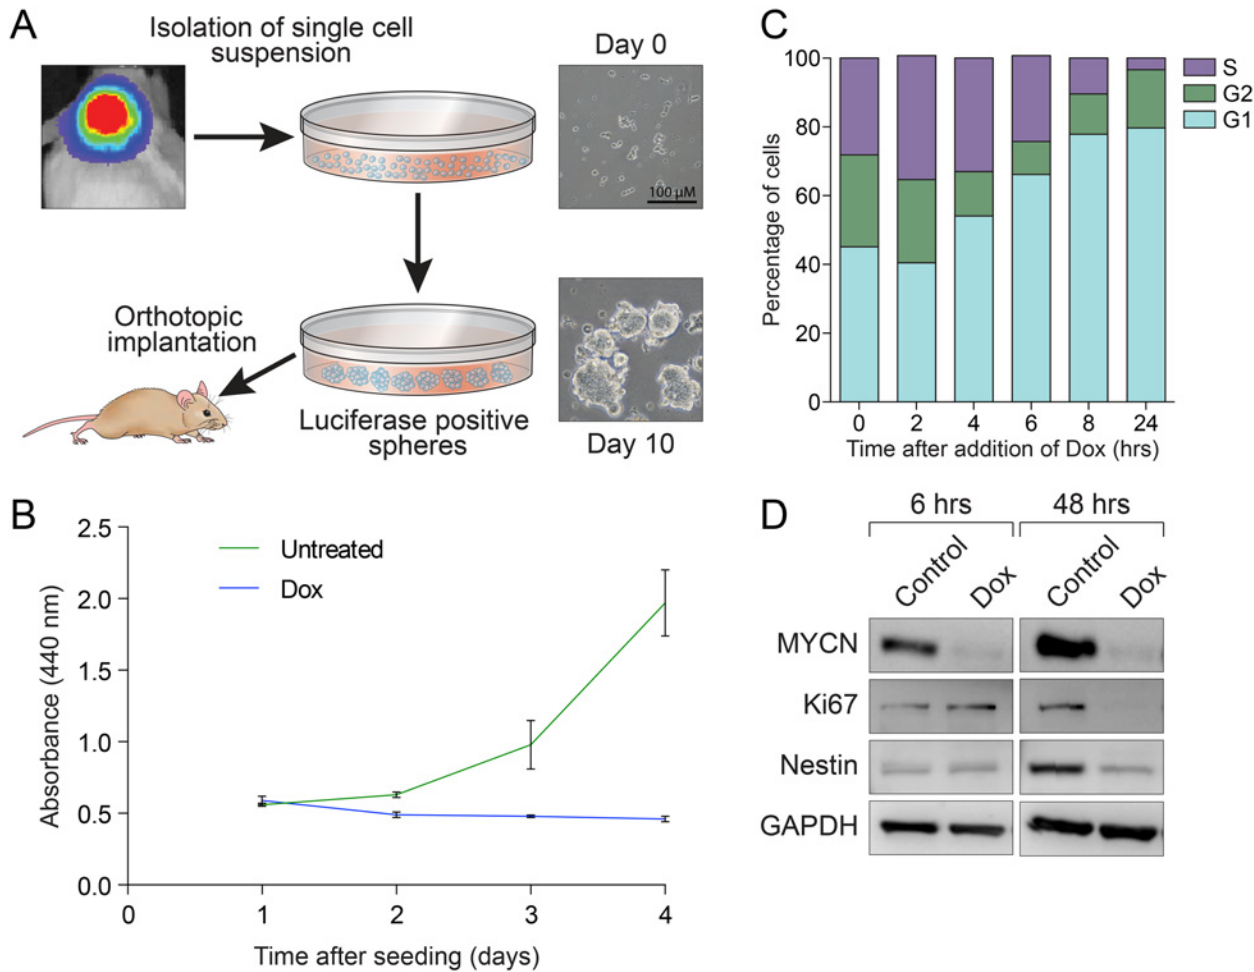 A
Isolation of single cell
suspension
Day 0
100 µM
Orthotopic
implantation
Luciferase positive
spheres
Day 10
B
2.5
2.0
1.5
1.0
0.5
0.0
Absorbance (440 nm)
Untreated
Dox
0 1 2 3 4
Time after seeding (days)
C
100
80
60
40
20
0
Percentage of cells
S
G2
G1
0 2 4 6 8 24
Time after addition of Dox (hrs)
D
6 hrs 48 hrs
Control Dox Control Dox
MYCN
Ki67
Nestin
GAPDH